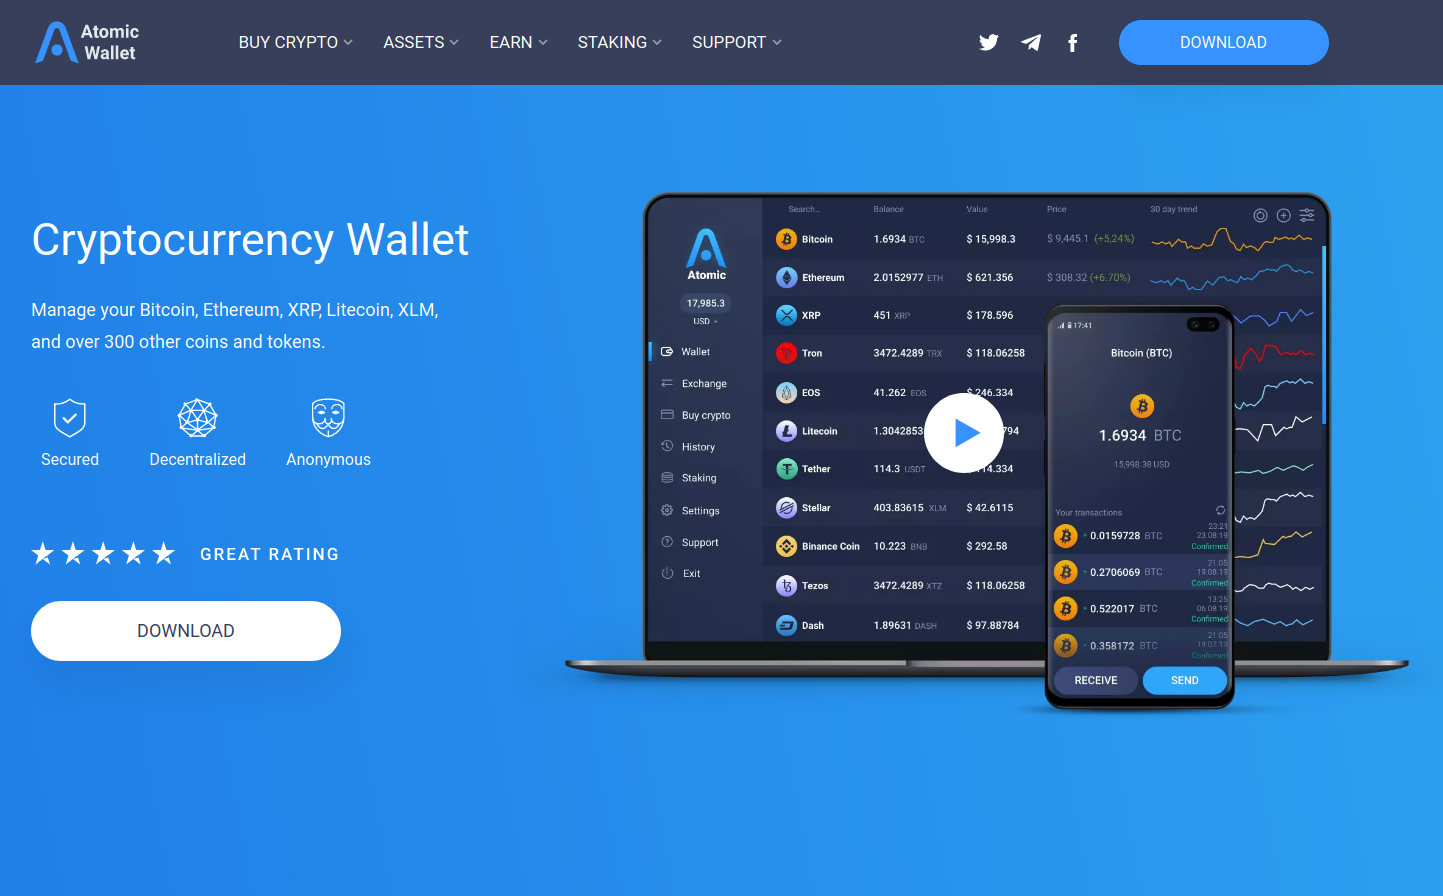 Atomic
Wallet
BUY CRYPTO
ASSETS
EARN
STAKING
SUPPORT
DOWNLOAD
Cryptocurrency Wallet
Manage your Bitcoin, Ethereum, XRP, Litecoin, XLM,
and over 300 other coins and tokens.
Secured
Decentralized
Anonymous
GREAT RATING
DOWNLOAD
Atomic
17,985.3
USD
Wallet
Exchange
Buy crypto
History
Staking
Settings
Support
Exit
Search... Balance Value Price 30 day trend
Bitcoin 1.6934 BTC $ 15,998.3 $ 9,445.1 (+5,24%)
Ethereum 2.0152977 ETH $ 621.356 $ 308.32 (+6.70%)
XRP 451 XRP $ 178.596
Tron 3472.4289 TRX $ 118.06258
EOS 41.262 EOS $ 246.334
Litecoin 1.3042853 794
Tether 114.3 USDT $ 114.334
Stellar 403.83615 XLM $ 42.6115
Binance Coin 10.223 BNB $ 292.58
Tezos 3472.4289 XTZ $ 118.06258
Dash 1.89631 DASH $ 97.88784
17:41
Bitcoin (BTC)
1.6934 BTC
15,998.38 USD
Your transactions
0.0159728 BTC
23:21
23.08.19
Confirmed
0.2706069 BTC
21:05
19.08.19
Confirmed
0.522017 BTC
13:25
06.08.19
Confirmed
0.358172 BTC
21:05
19.07.19
Confirmed
RECEIVE
SEND